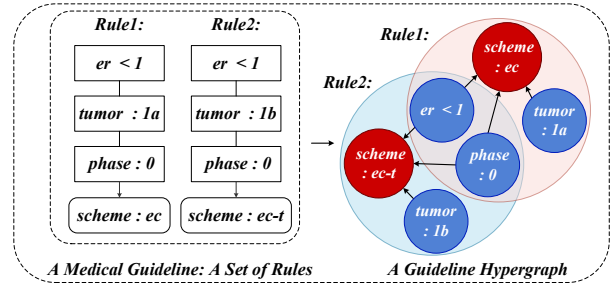 Rule1:
er < 1
tumor : 1a
phase : 0
scheme : ec
Rule2:
er < 1
tumor : 1b
phase : 0
scheme : ec-t
A Medical Guideline: A Set of Rules
Rule1:
scheme
: ec
Rule2:
er < 1
tumor
: 1a
scheme
: ec-t
phase
: 0
tumor
: 1b
A Guideline Hypergraph